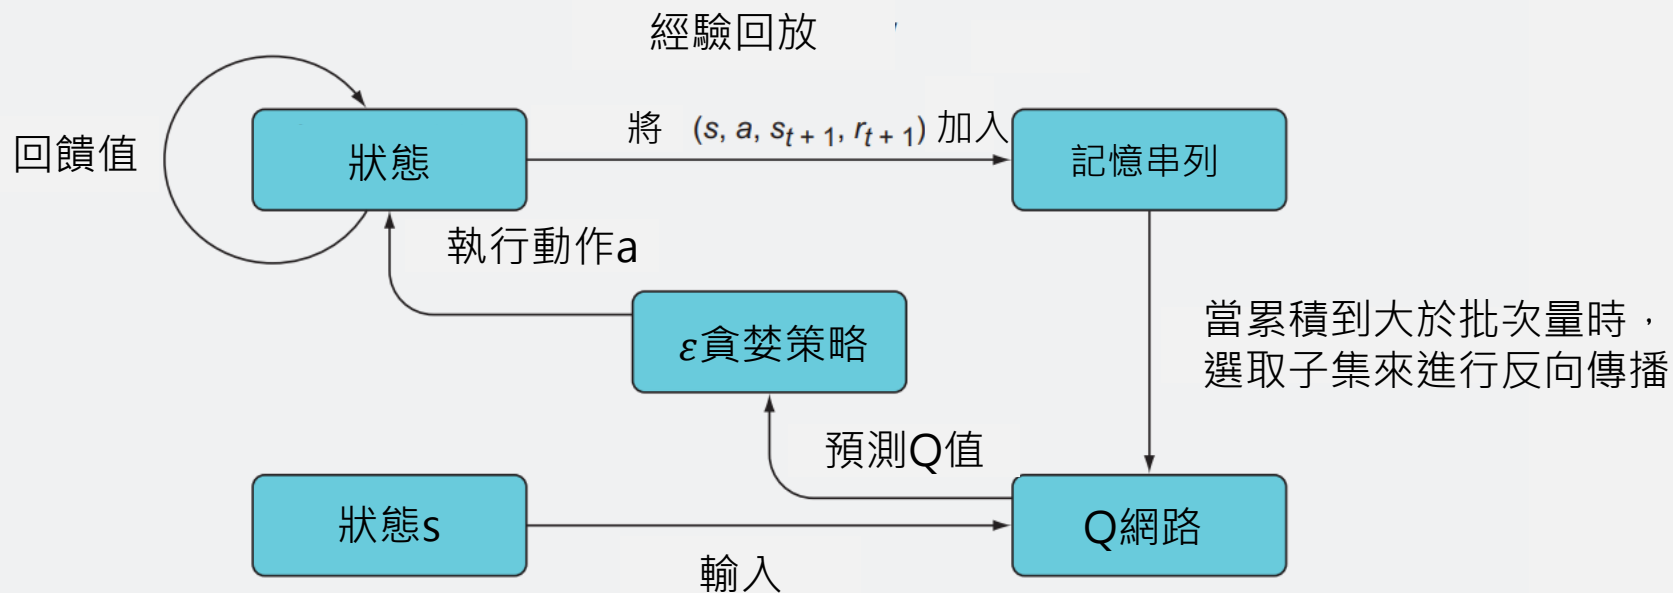 經驗回放
回饋值
狀態
將 (s, a, s_{t + 1}, r_{t + 1}) 加入
記憶串列
執行動作a
ε貪婪策略
當累積到大於批次量時，
選取子集來進行反向傳播
預測Q值
狀態s
輸入
Q網路